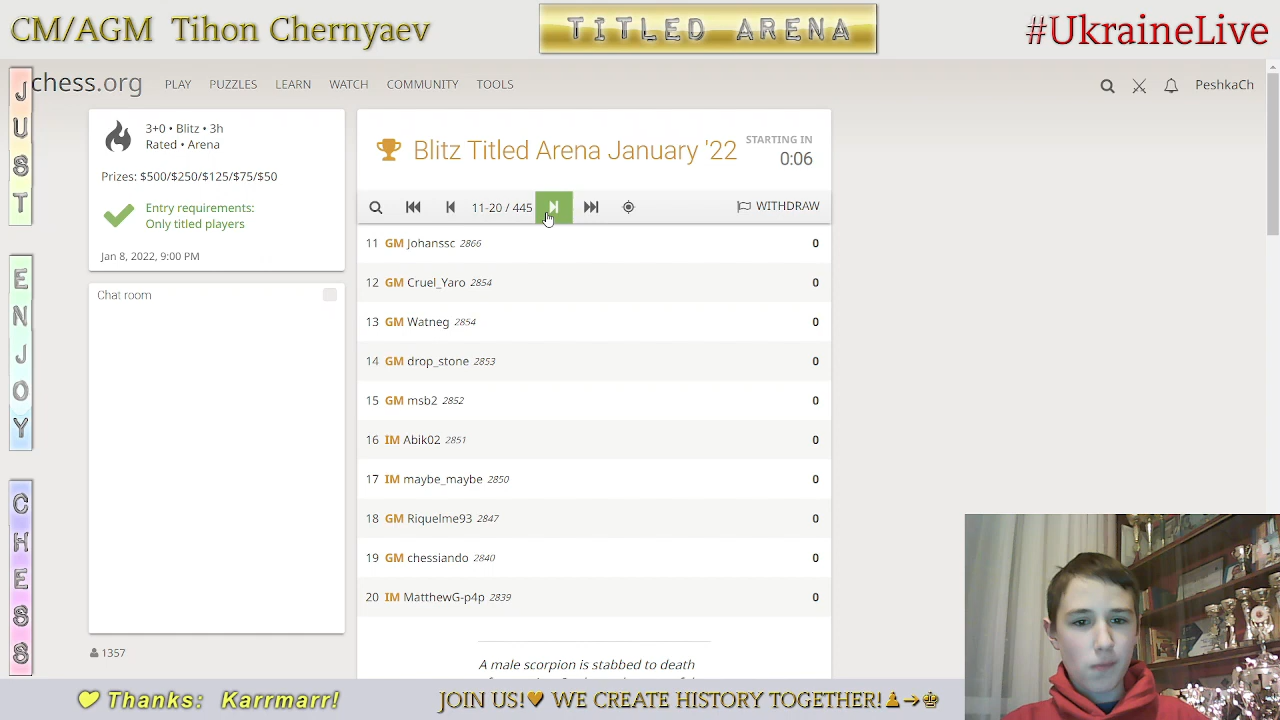 CM/AGM Tihon Chernyaev
TITLED ARENA
#UkraineLive
JUST
ENJOY
CHESS
chess.org
PLAY
PUZZLES
LEARN
WATCH
COMMUNITY
TOOLS
PeshkaCh
3+0 • Blitz • 3h
Rated • Arena
Prizes: $500/$250/$125/$75/$50
Entry requirements:
Only titled players
Jan 8, 2022, 9:00 PM
Chat room
1357
Blitz Titled Arena January '22
STARTING IN
0:06
11-20 / 445
WITHDRAW
11 GM Johanssc 2866 0
12 GM Cruel_Yaro 2854 0
13 GM Watneg 2854 0
14 GM drop_stone 2853 0
15 GM msb2 2852 0
16 IM Abik02 2851 0
17 IM maybe_maybe 2850 0
18 GM Riquelme93 2847 0
19 GM chessiando 2840 0
20 IM MatthewG-p4p 2839 0
A male scorpion is stabbed to death
Thanks: Karrmarr!
JOIN US! WE CREATE HISTORY TOGETHER!